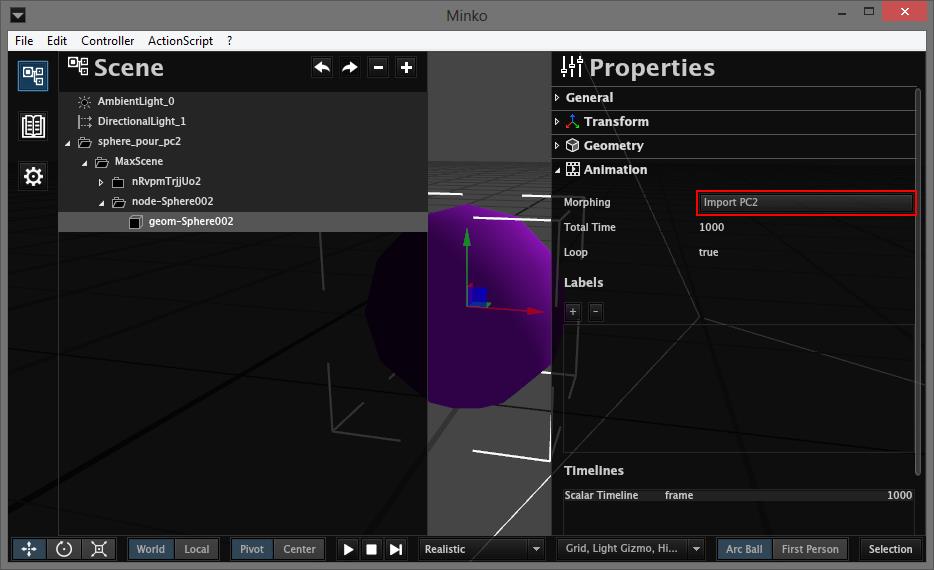 Minko
File Edit Controller ActionScript ?
Scene
AmbientLight_0
DirectionalLight_1
sphere_pour_pc2
MaxScene
nRvpmTrjjUo2
node-Sphere002
geom-Sphere002
Properties
General
Transform
Geometry
Animation
Morphing Import PC2
Total Time 1000
Loop true
Labels
+ -
TImelines
Scalar Timeline frame 1000
World Local Pivot Center Realistic Grid, Light Gizmo, Hi... Arc Ball First Person Selection